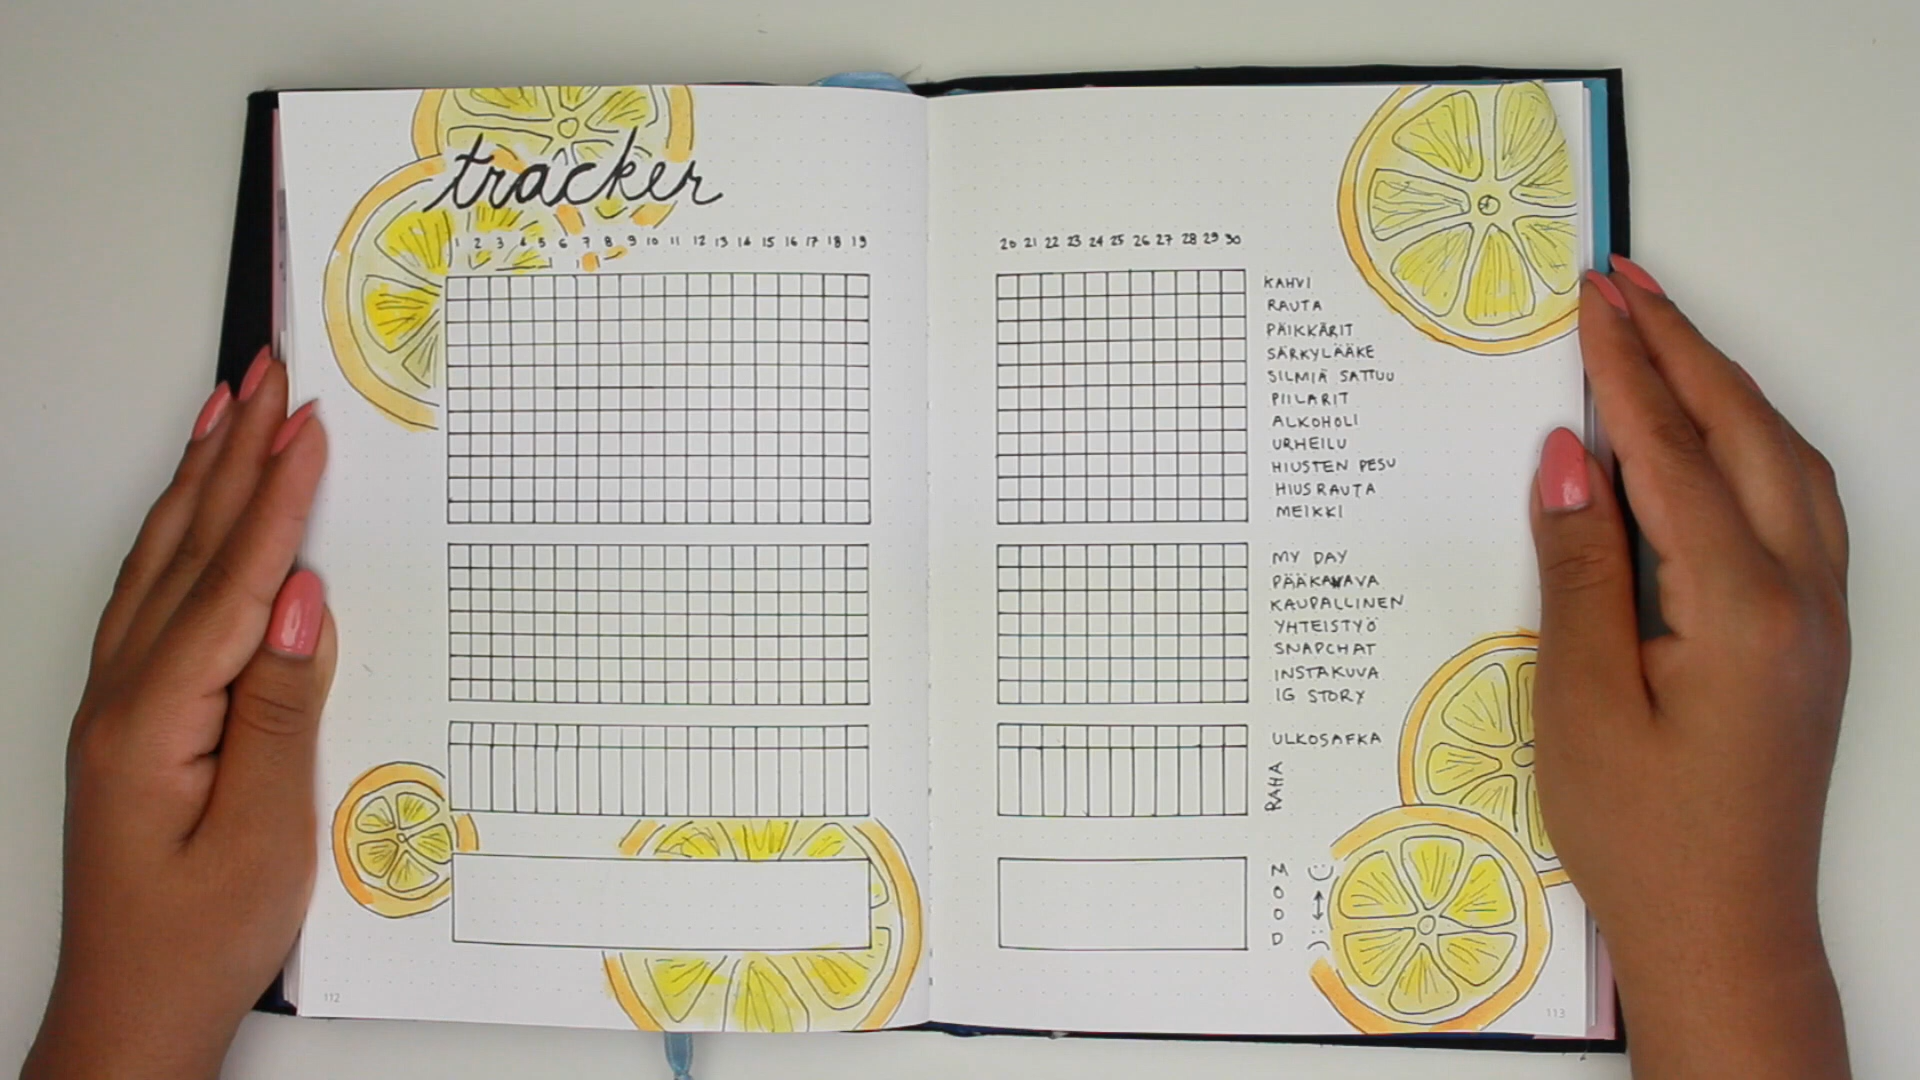 tracker
1 2 3 4 5 6 7 8 9 10 11 12 13 14 15 16 17 18 19
20 21 22 23 24 25 26 27 28 29 30
KAHVI
RAUTA
PÄIKKÄRIT
SÄRKYLÄÄKE
SILMIÄ SATTUU
PIILARIT
ALKOHOLI
URHEILU
HIUSTEN PESU
HIUSRAUTA
MEIKKI
MY DAY
PÄÄKAVAVA
KAUPALLINEN
YHTEISTYÖ
SNAPCHAT
INSTAKUVA
IG STORY
ULKOSAFKA
RAHA
MOOD
112
113